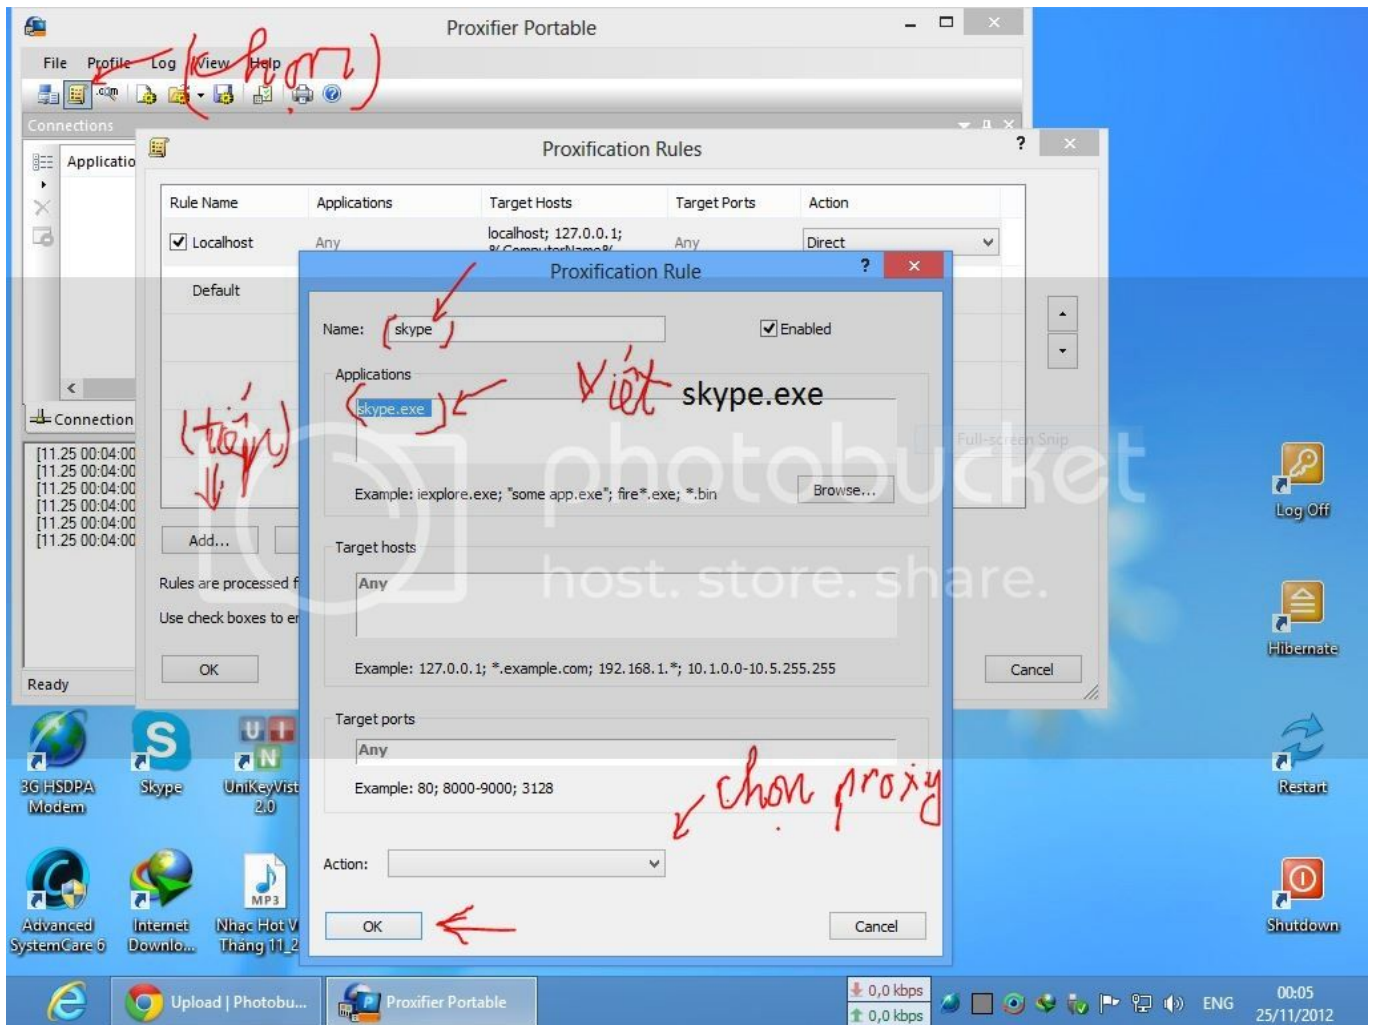 Proxifier Portable
File Profile Log View Help
(chọn)
.com
Connections
Applicatio
Proxification Rules
Rule Name Applications Target Hosts Target Ports Action
Localhost Any localhost; 127.0.0.1; Any Direct
%ComputerName%
Default
Proxification Rule
Name: (skype) Enabled
Applications
(skype.exe) Viết skype.exe
Full-screen Snip
Example: iexplore.exe; "some app.exe"; fire*.exe; *.bin Browse...
photobucket
host. store. share.
Connection
[11.25 00:04:00
[11.25 00:04:00
[11.25 00:04:00
[11.25 00:04:00
[11.25 00:04:00
[11.25 00:04:00
Add...
Target hosts
Any
Rules are processed f
Use check boxes to er
Example: 127.0.0.1; *.example.com; 192.168.1.*; 10.1.0.0-10.5.255.255
OK Cancel
Ready
Target ports
Any
Example: 80; 8000-9000; 3128
chọn proxy
Action:
OK Cancel
Log Off
Hibernate
Restart
Shutdown
3G HSDPA Modem
Skype
UniKeyVist 2.0
Advanced SystemCare 6
Internet Downlo...
MP3
Nhạc Hot V
Tháng 11_2
Upload | Photobu...
Proxifier Portable
0,0 kbps
0,0 kbps
ENG
00:05
25/11/2012